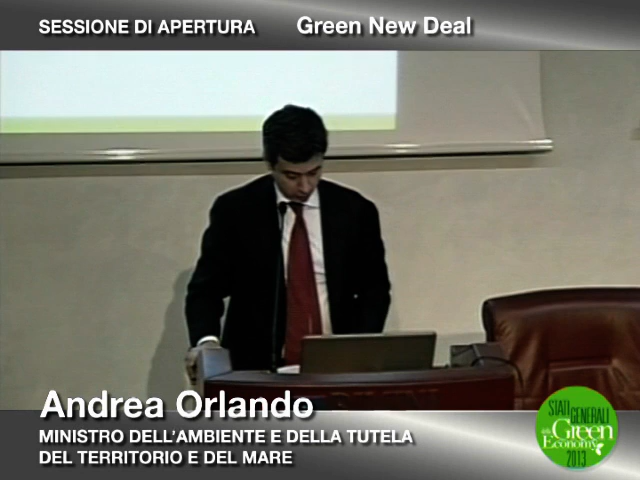 SESSIONE DI APERTURA Green New Deal
Andrea Orlando
MINISTRO DELL'AMBIENTE E DELLA TUTELA
DEL TERRITORIO E DEL MARE
STATI
GENERALI
della Green
Economy
2013